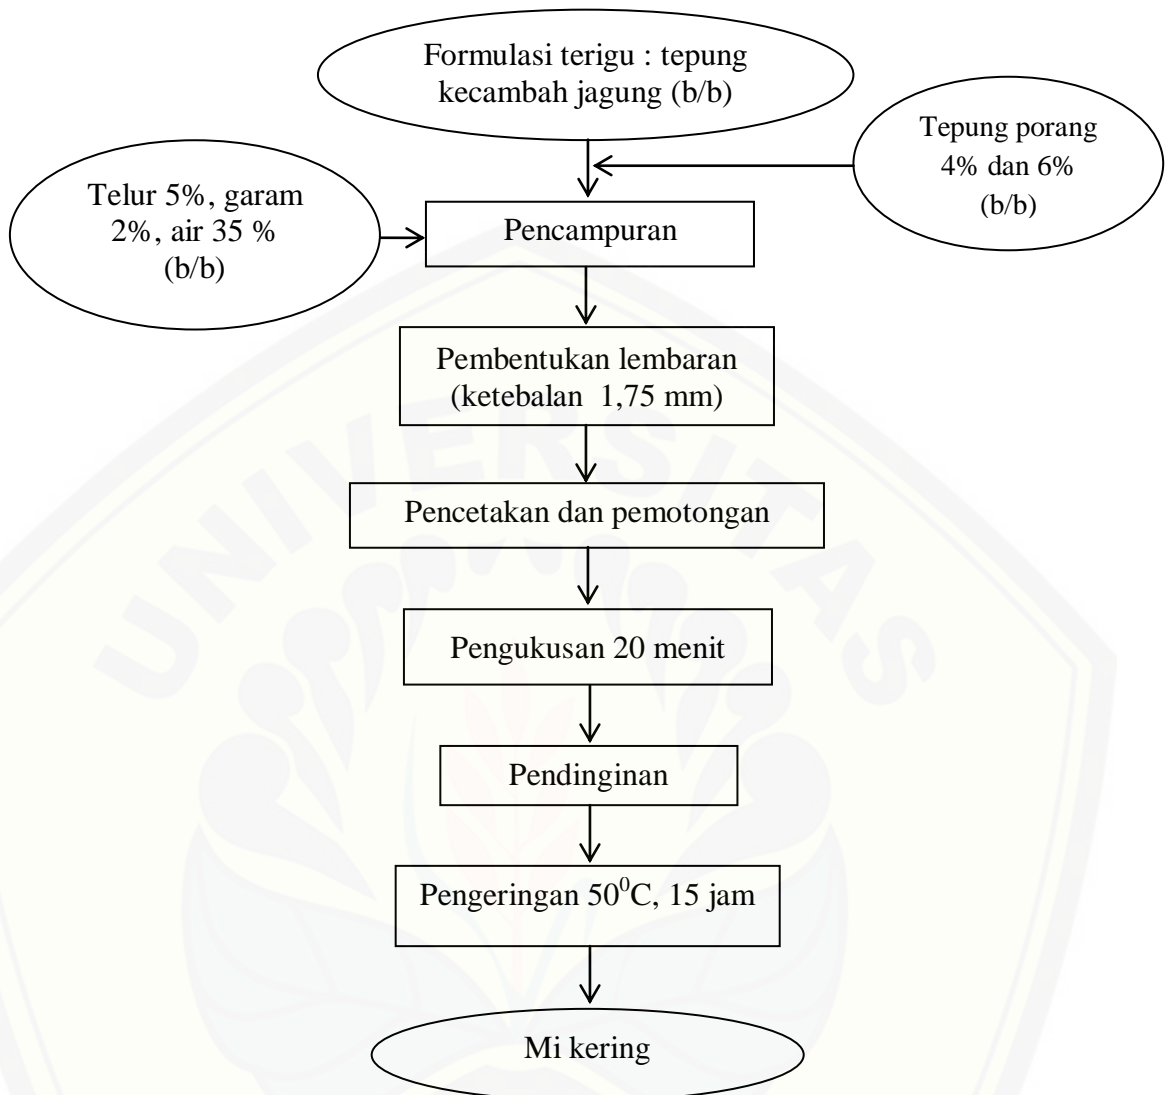 Formulasi terigu : tepung
kecambah jagung (b/b)
Tepung porang
4% dan 6%
(b/b)
Telur 5%, garam
2%, air 35 %
(b/b)
Pencampuran
Pembentukan lembaran
(ketebalan  1,75 mm)
Pencetakan dan pemotongan
Pengukusan 20 menit
Pendinginan
Pengeringan 50⁰C, 15 jam
Mi kering
UNIVERSITAS